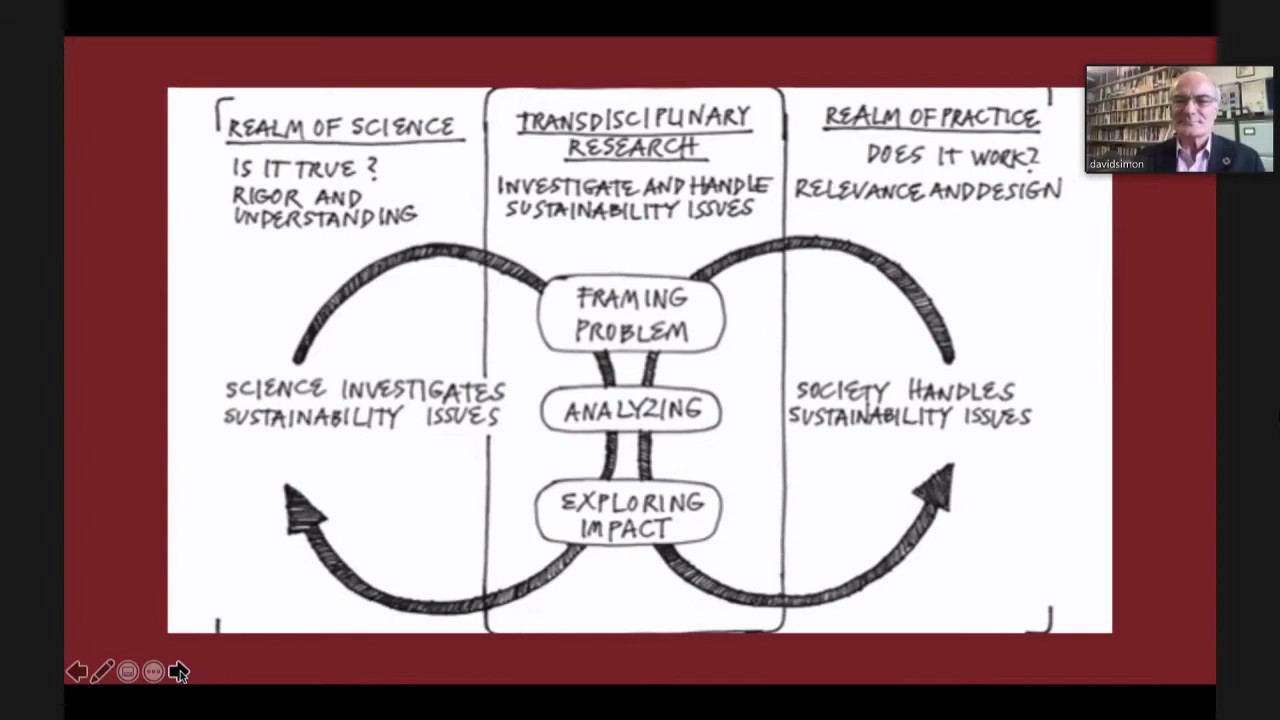 REALM OF SCIENCE
IS IT TRUE?
RIGOR AND
UNDERSTANDING
TRANSDISCIPLINARY
RESEARCH
INVESTIGATE AND HANDLE
SUSTAINABILITY ISSUES
REALM OF PRACTICE
DOES IT WORK?
RELEVANCE AND DESIGN
davidsimon
FRAMING
PROBLEM
SCIENCE INVESTIGATES
SUSTAINABILITY ISSUES
ANALYZING
SOCIETY HANDLES
SUSTAINABILITY ISSUES
EXPLORING
IMPACT